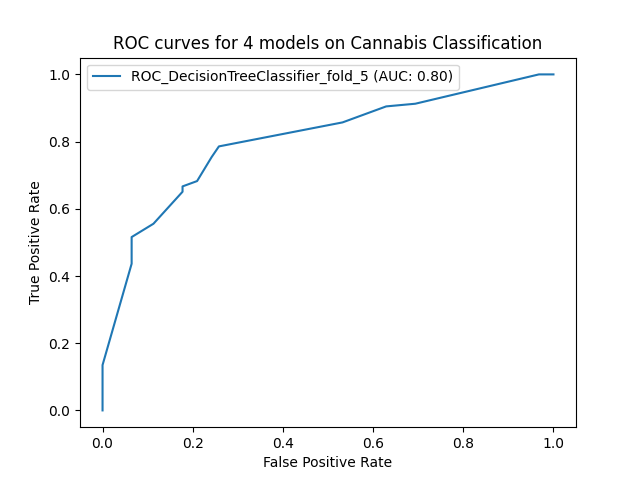 ROC curves for 4 models on Cannabis Classification
ROC_DecisionTreeClassifier_fold_5 (AUC: 0.80)
1.0
0.8
0.6
0.4
0.2
0.0
True Positive Rate
0.0 0.2 0.4 0.6 0.8 1.0
False Positive Rate